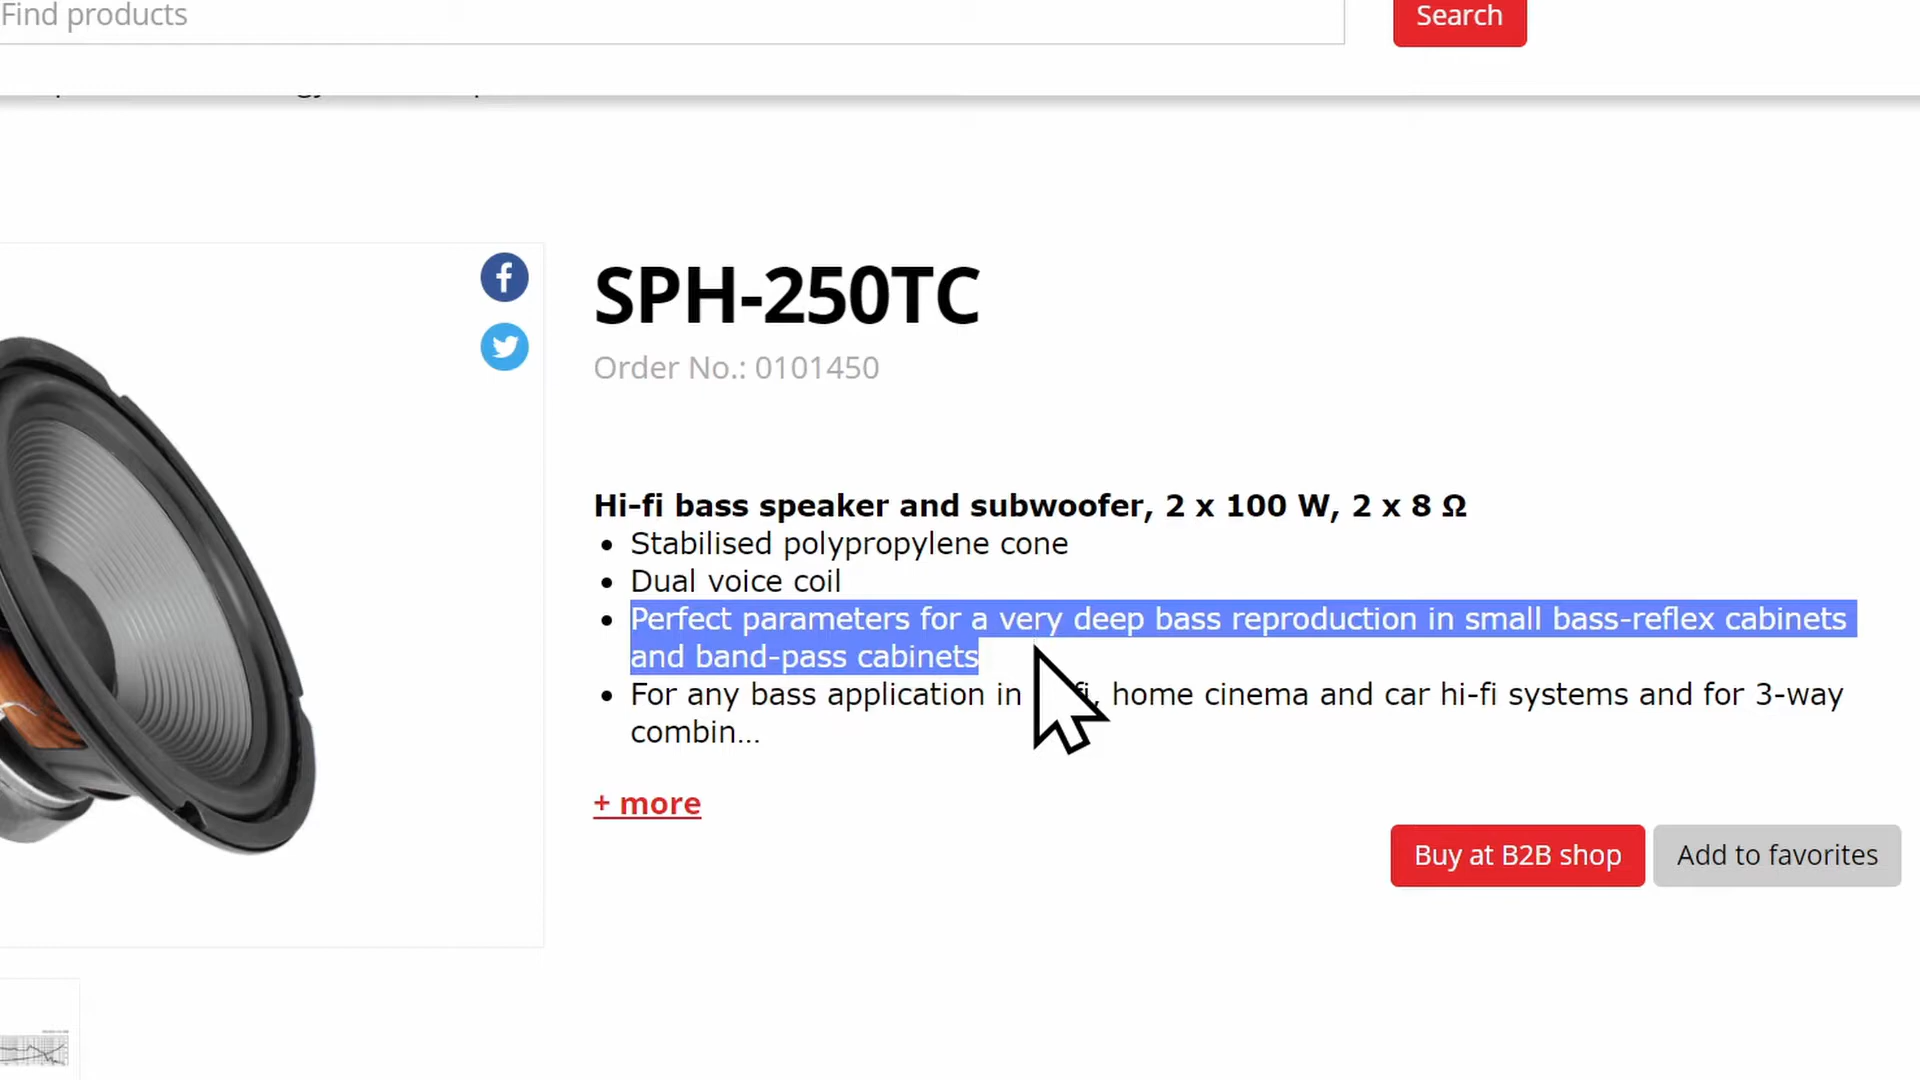 Find products
Search
SPH-250TC
Order No.: 0101450
Hi-fi bass speaker and subwoofer, 2 x 100 W, 2 x 8 Ω
• Stabilised polypropylene cone
• Dual voice coil
• Perfect parameters for a very deep bass reproduction in small bass-reflex cabinets
and band-pass cabinets
• For any bass application in fi, home cinema and car hi-fi systems and for 3-way
combin...
+ more
Buy at B2B shop
Add to favorites